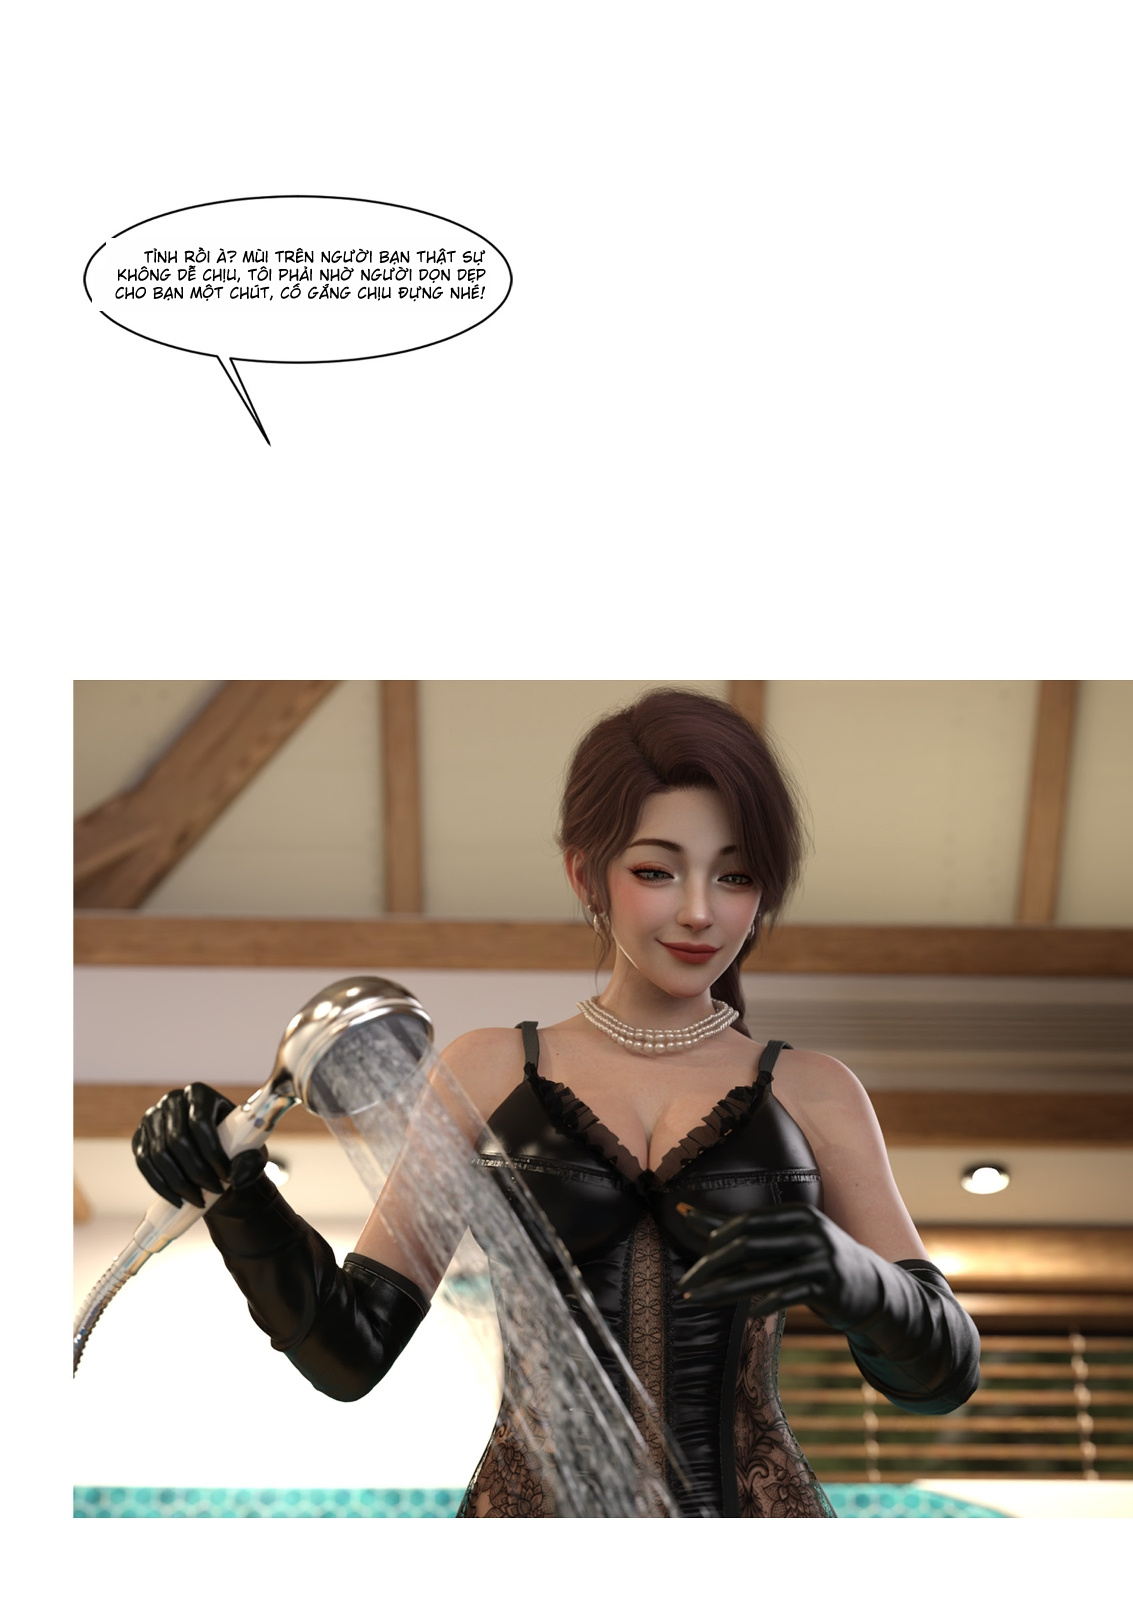 TỈNH RỒI À? MÙI TRÊN NGƯỜI BẠN THẬT SỰ
KHÔNG DỄ CHỊU, TÔI PHẢI NHỜ NGƯỜI DỌN DẸP
CHO BẠN MỘT CHÚT, CỐ GẮNG CHỊU ĐỰNG NHÉ!